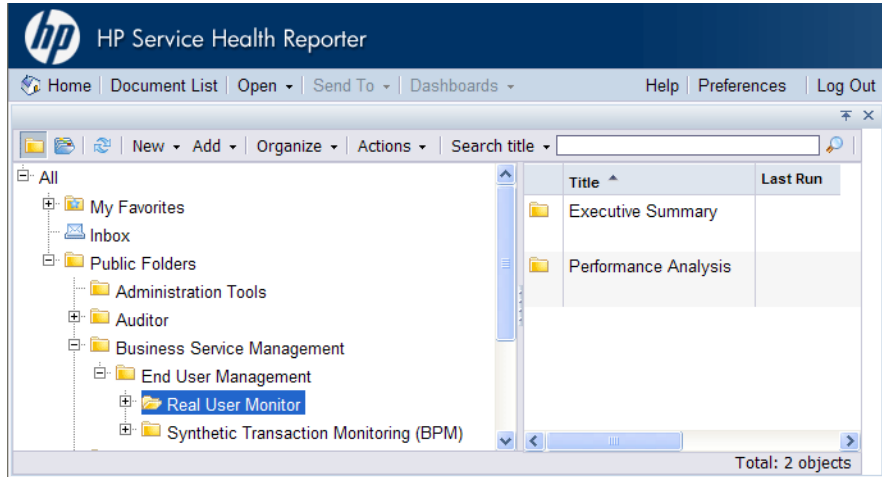 hp HP Service Health Reporter
Home Document List Open Send To Dashboards Help Preferences Log Out
New Add Organize Actions Search title
All
My Favorites
Inbox
Public Folders
Administration Tools
Auditor
Business Service Management
End User Management
Real User Monitor
Synthetic Transaction Monitoring (BPM)
Title Last Run
Executive Summary
Performance Analysis
Total: 2 objects